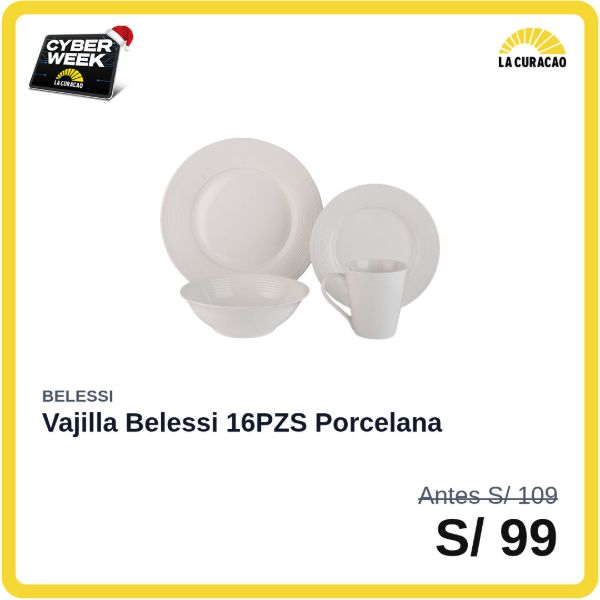 CYBER
WEEK
LA CURACAO
LA CURACAO
BELESSI
Vajilla Belessi 16PZS Porcelana
Antes S/ 109
S/ 99